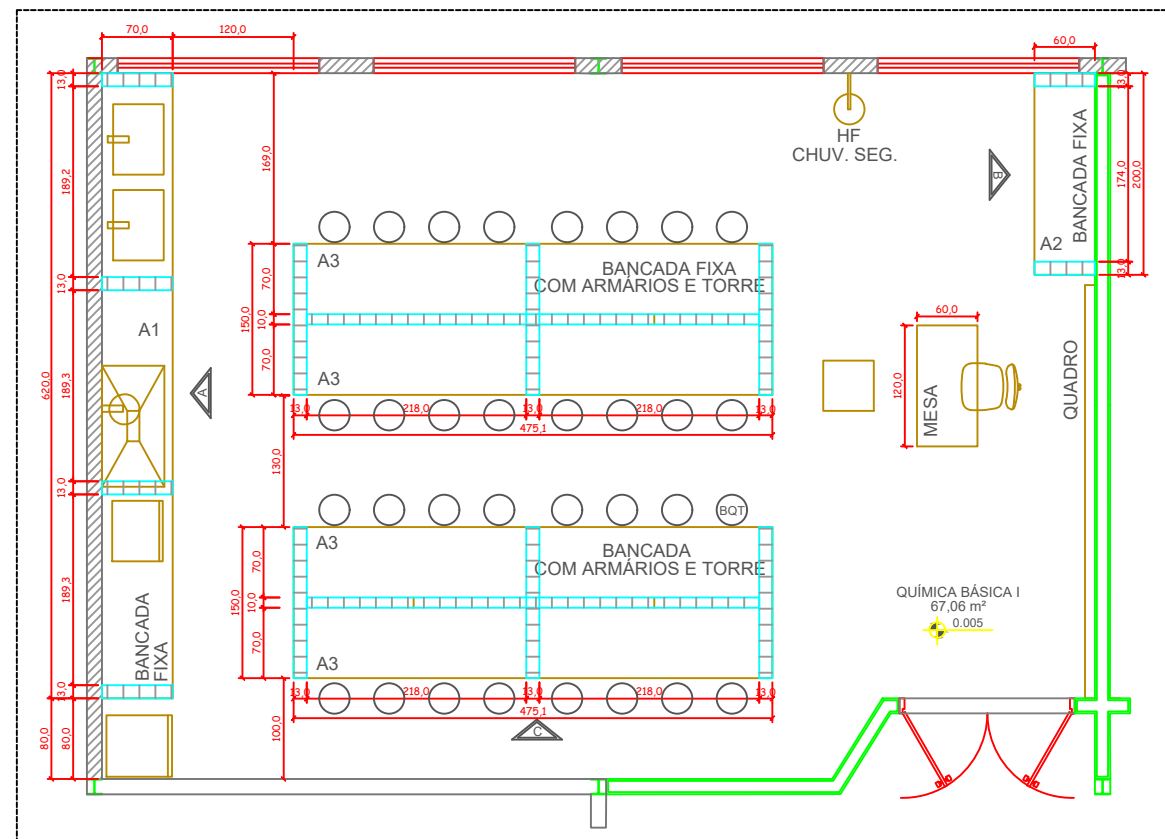 70,0
120,0
60,0
13,0
13,0
HF
CHUV. SEG.
B
BANCADA FIXA
174,0
200,0
169,0
189,2
A2
13,0
A3
BANCADA FIXA
COM ARMÁRIOS E TORRE
70,0
150,0
10,0
70,0
A3
13,0
A1
189,3
620,0
A
60,0
120,0
MESA
QUADRO
13,0
218,0
13,0
218,0
13,0
475,1
130,0
13,0
BQT
A3
BANCADA
COM ARMÁRIOS E TORRE
70,0
150,0
10,0
70,0
A3
189,3
BANCADA
FIXA
QUÍMICA BÁSICA I
67,06 m²
0.005
13,0
13,0
218,0
13,0
218,0
13,0
475,1
100,0
80,0
80,0
C